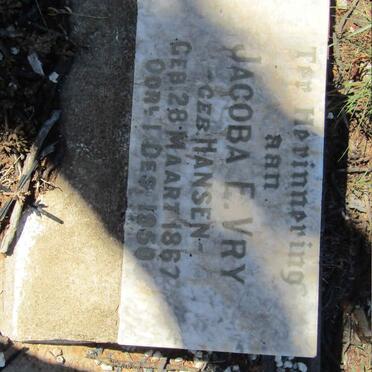 Ter Herinnering
aan
JACOBA E. VRY
GEB. HANSEN
GEB. 28 MAART 1867
OORL. 1 DES. 1950